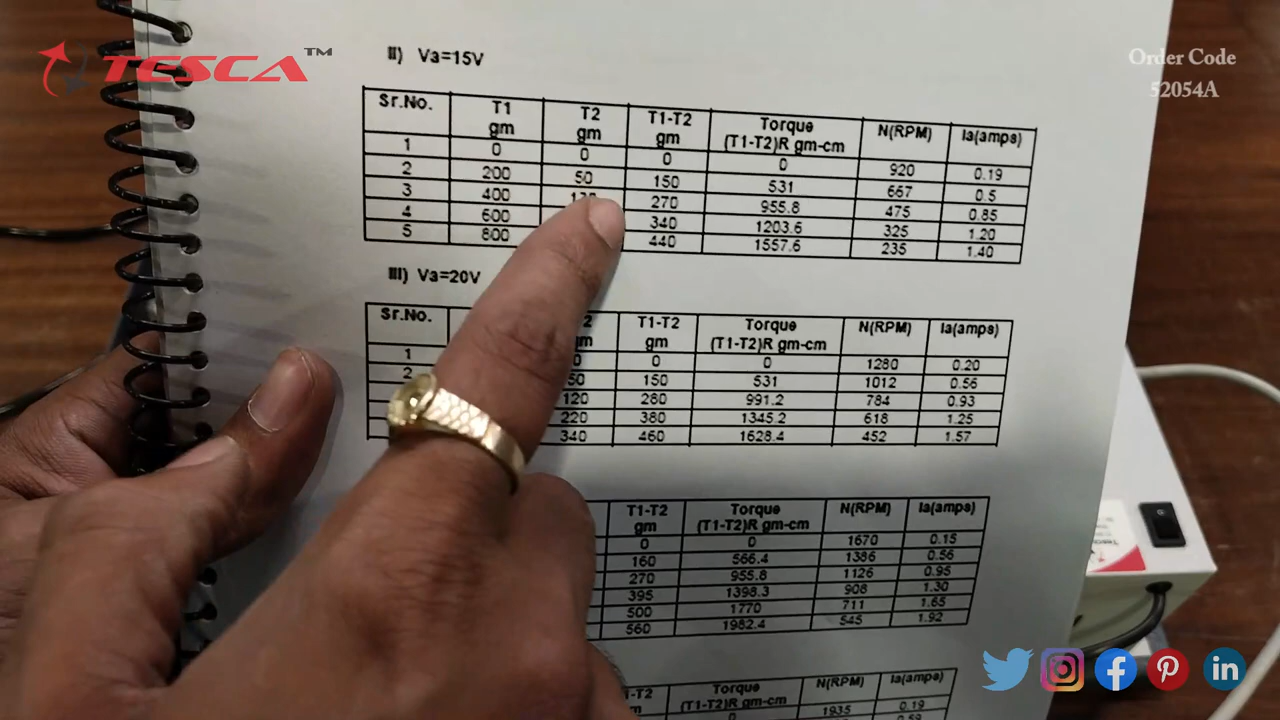 TESCA™
Order Code
52054A
II) Va=15V
Sr.No. T1 gm T2 gm T1-T2 gm Torque (T1-T2)R gm-cm N(RPM) Ia(amps)
1 0 0 0 0 920 0.19
2 200 50 150 531 667 0.5
3 400 270 955.8 475 0.85
4 600 340 1203.6 325 1.20
5 800 440 1557.6 235 1.40
III) Va=20V
Sr.No. T1-T2 gm Torque (T1-T2)R gm-cm N(RPM) Ia(amps)
1 0 0 0 1280 0.20
2 50 150 531 1012 0.56
120 280 991.2 784 0.93
220 380 1345.2 618 1.25
340 460 1628.4 452 1.57
T1-T2 gm Torque (T1-T2)R gm-cm N(RPM) Ia(amps)
0 0 1670 0.15
160 566.4 1386 0.56
270 955.8 1126 0.95
395 1398.3 908 1.30
500 1770 711 1.65
560 1982.4 545 1.92
Torque (T1-T2)R gm-cm N(RPM) Ia(amps)
0 1935 0.19